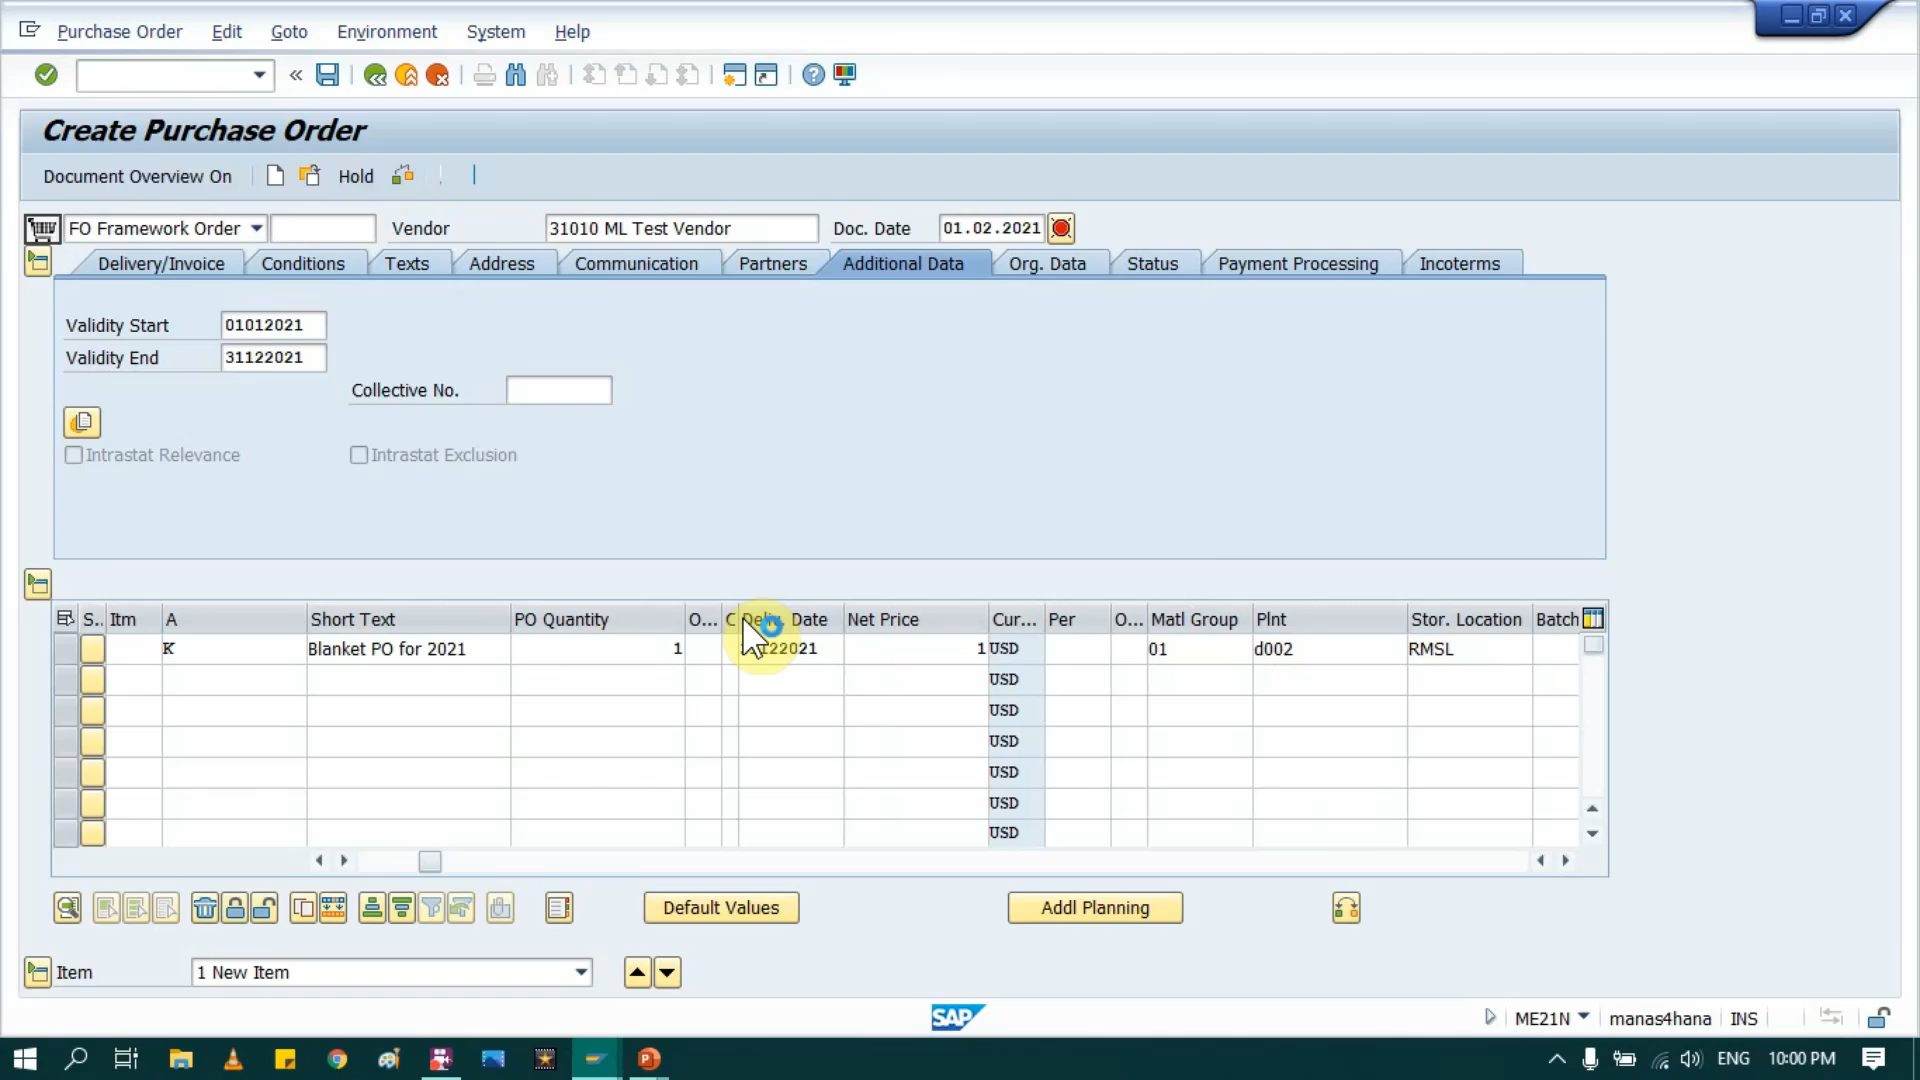 Purchase Order Edit Goto Environment System Help
Create Purchase Order
Document Overview On Hold
FO Framework Order Vendor 31010 ML Test Vendor Doc. Date 01.02.2021
Delivery/Invoice Conditions Texts Address Communication Partners Additional Data Org. Data Status Payment Processing Incoterms
Validity Start 01012021
Validity End 31122021
Collective No.
Intrastat Relevance Intrastat Exclusion
S.. Itm A Short Text PO Quantity O... C Deliv. Date Net Price Cur... Per O... Matl Group Plnt Stor. Location Batch
K Blanket PO for 2021 1 1 USD 01 d002 RMSL
USD
USD
USD
USD
USD
USD
Default Values Addl Planning
Item 1 New Item
SAP ME21N manas4hana INS
ENG 10:00 PM